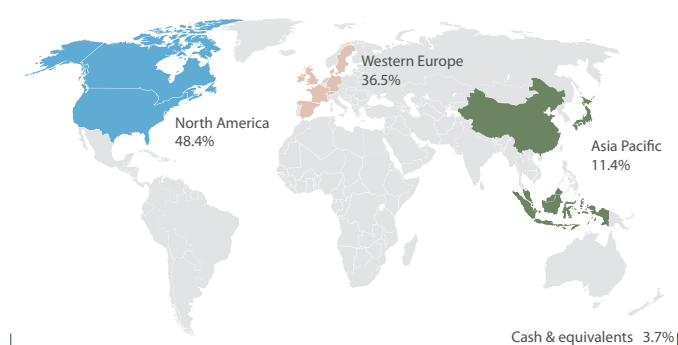 Western Europe
36.5%
North America
48.4%
Asia Pacific
11.4%
Cash & equivalents 3.7%